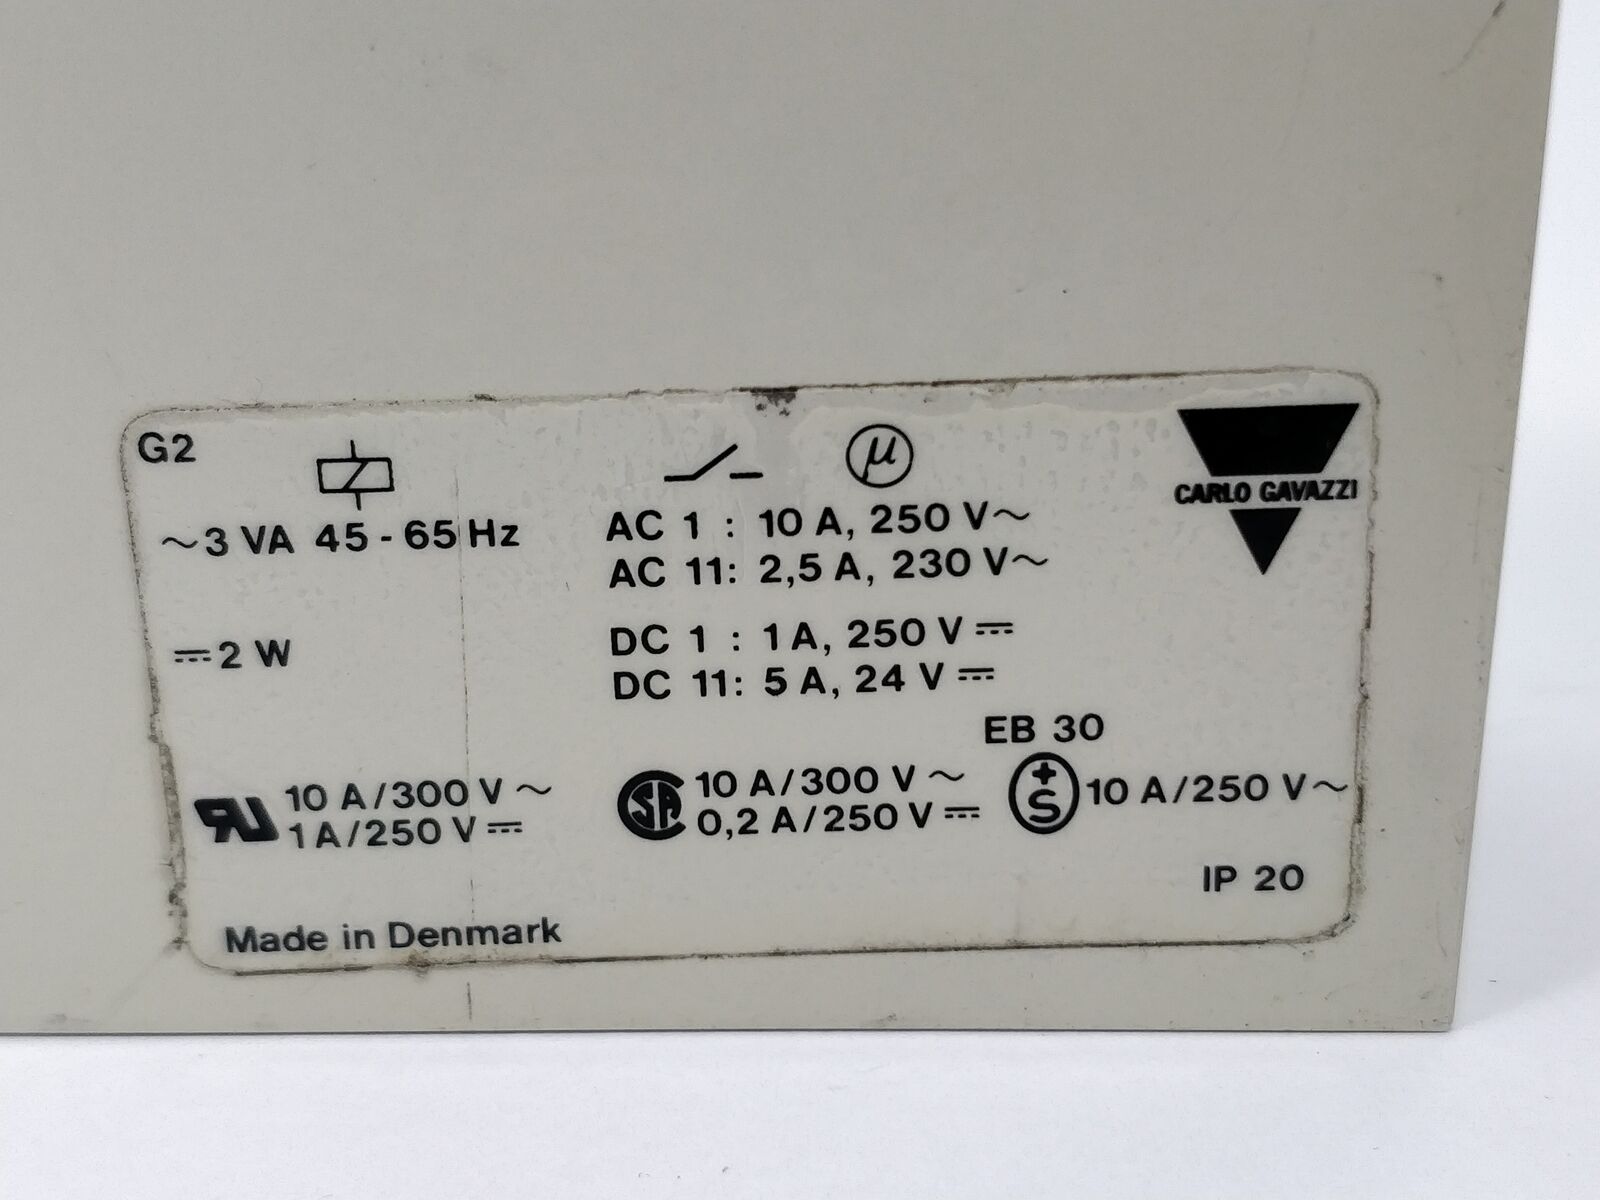 G2
μ
CARLO GAVAZZI
~3 VA 45-65 Hz
AC 1 : 10 A, 250 V~
AC 11: 2,5 A, 230 V~
⎓2 W
DC 1 : 1 A, 250 V⎓
DC 11: 5 A, 24 V⎓
EB 30
RU 10 A/300 V~
1 A/250 V⎓
SA 10 A/300 V~
0,2 A/250 V⎓
+S 10 A/250 V~
IP 20
Made in Denmark